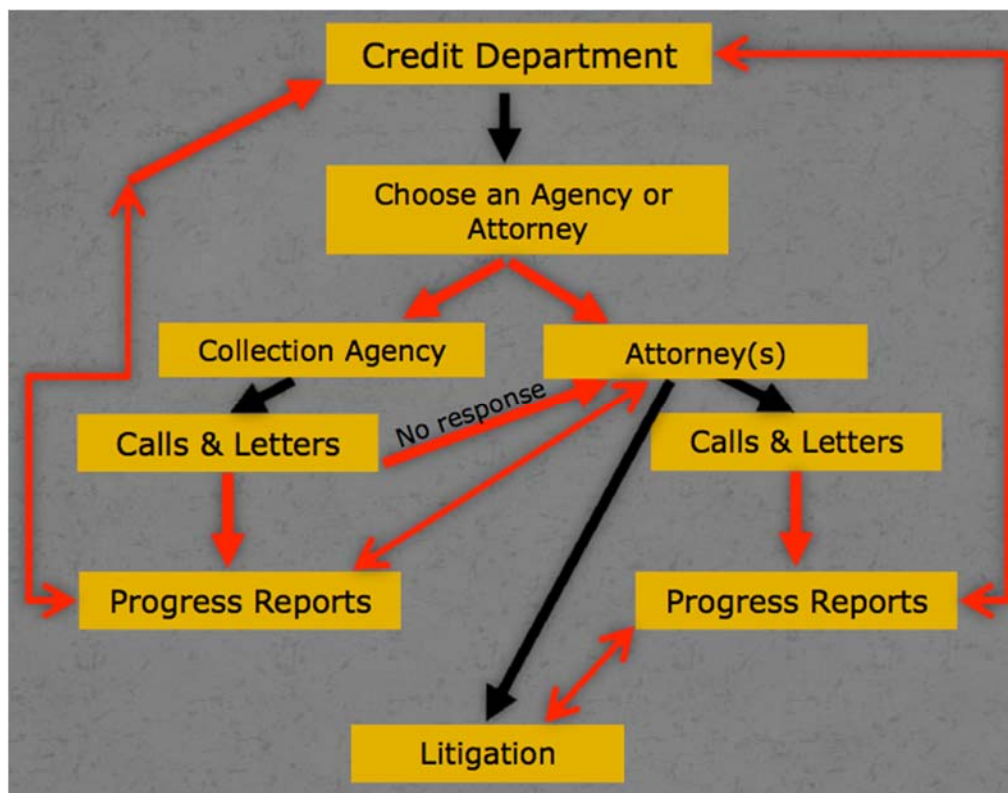 Credit Department
Choose an Agency or
Attorney
Collection Agency
Attorney(s)
No response
Calls & Letters
Calls & Letters
Progress Reports
Progress Reports
Litigation